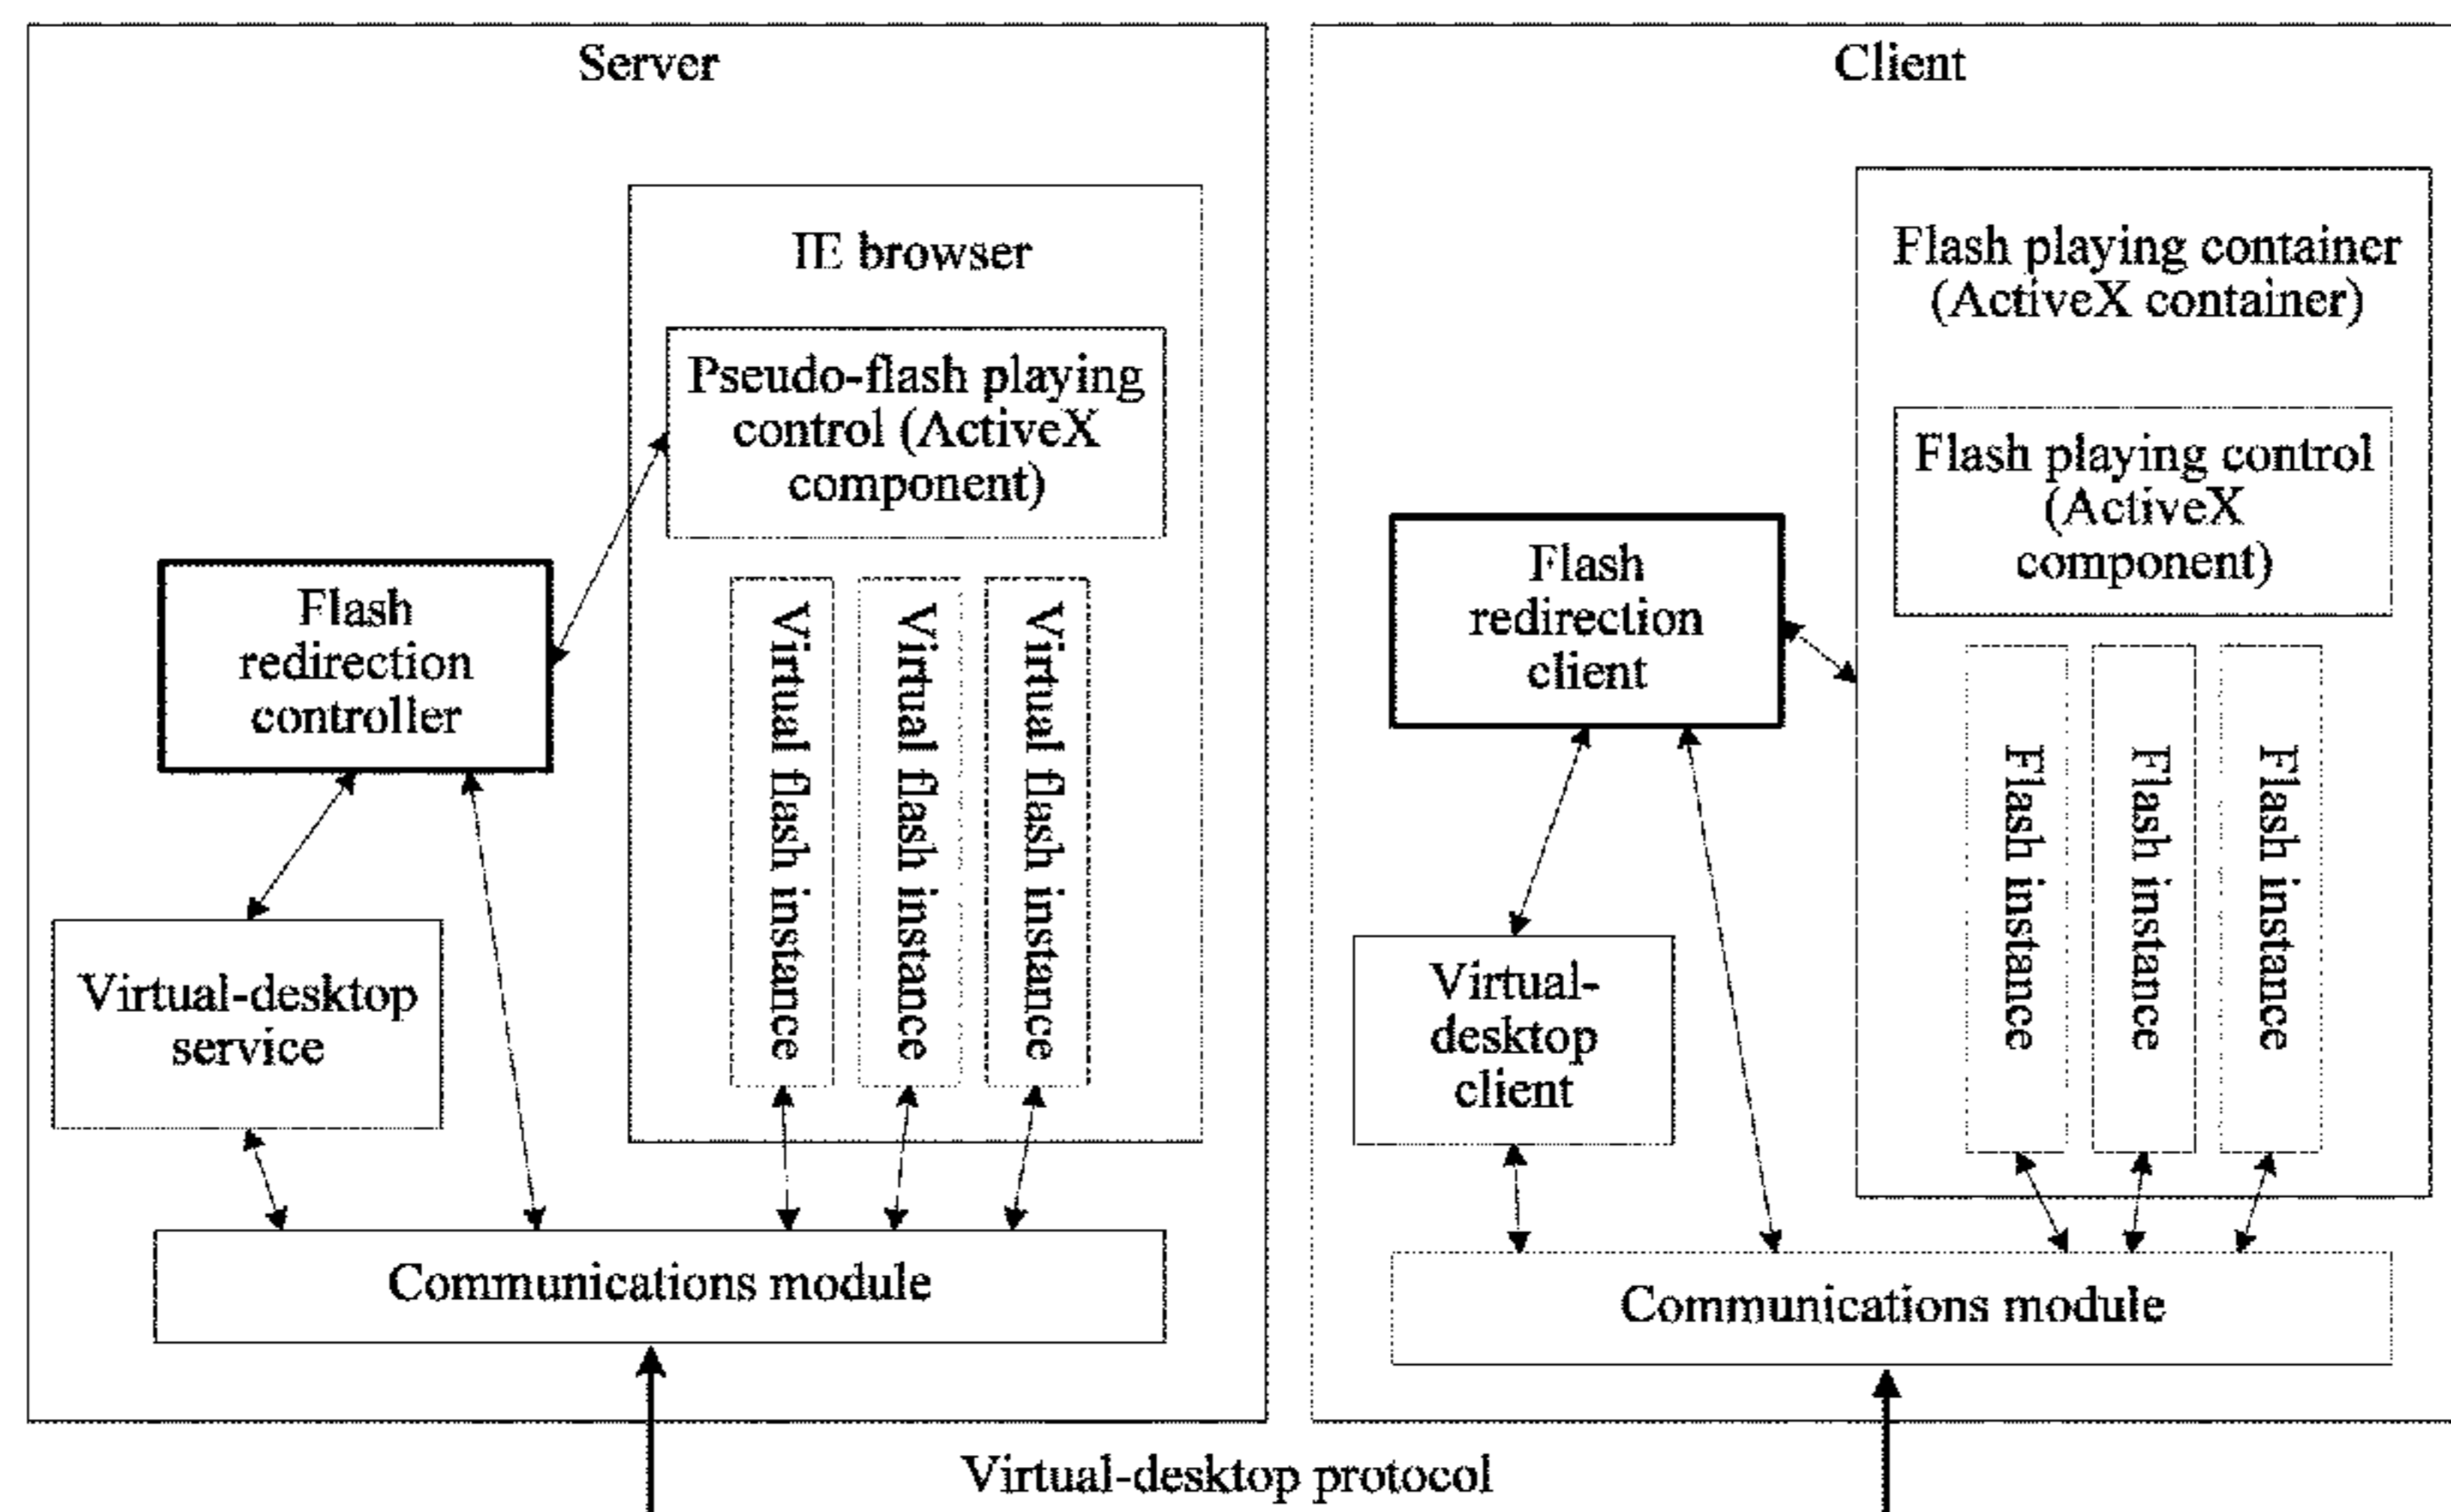 Server
IE browser
Pseudo-flash playing
control (ActiveX
component)
Flash
redirection
controller
Virtual flash instance
Virtual flash instance
Virtual flash instance
Virtual-desktop
service
Communications module
Client
Flash playing container
(ActiveX container)
Flash playing control
(ActiveX
component)
Flash
redirection
client
Flash instance
Flash instance
Flash instance
Virtual-
desktop
client
Communications module
Virtual-desktop protocol